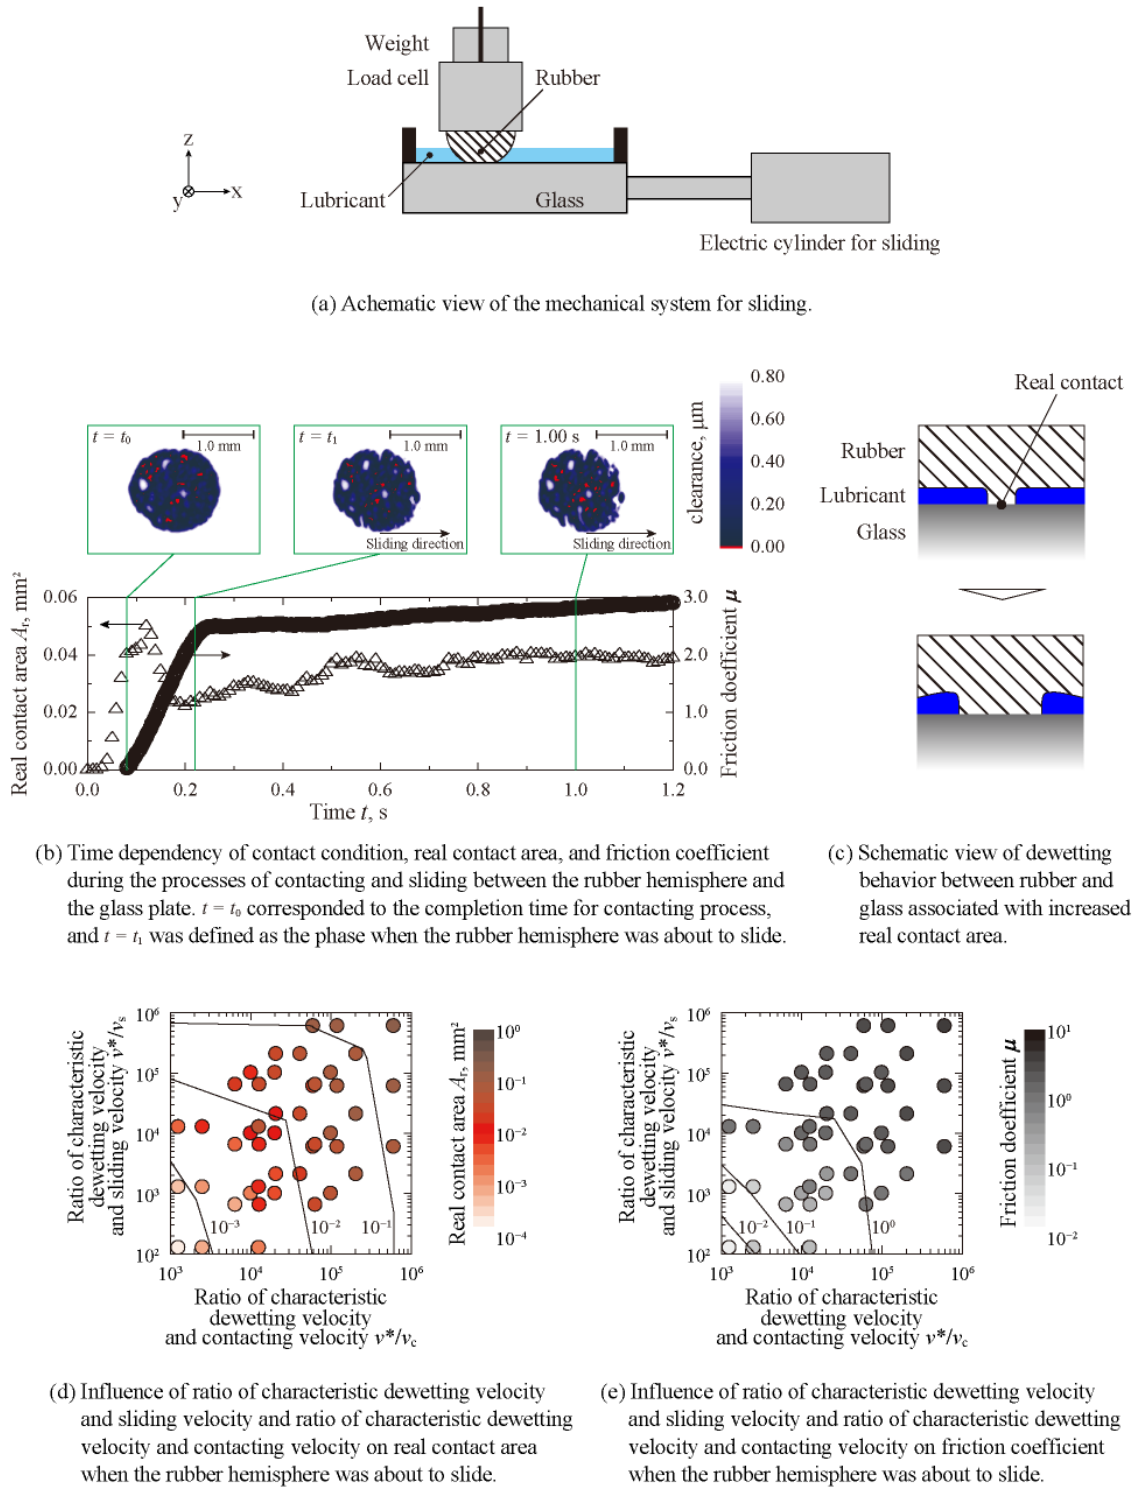 Weight
Load cell
Rubber
z
y
x
Lubricant
Glass
Electric cylinder for sliding
(a) Achematic view of the mechanical system for sliding.
t = t₀
1.0 mm
t = t₁
1.0 mm
Sliding direction
t = 1.00 s
1.0 mm
Sliding direction
clearance, μm
0.80
0.60
0.40
0.20
0.00
Real contact area Aᵣ, mm²
0.06
0.04
0.02
0.00
0.0
0.2
0.4
0.6
0.8
1.0
1.2
Time t, s
3.0
2.0
1.0
0.0
Friction doefficient μ
Real contact
Rubber
Lubricant
Glass
(b) Time dependency of contact condition, real contact area, and friction coefficient
during the processes of contacting and sliding between the rubber hemisphere and
the glass plate. t = t₀ corresponded to the completion time for contacting process,
and t = t₁ was defined as the phase when the rubber hemisphere was about to slide.
(c) Schematic view of dewetting
behavior between rubber and
glass associated with increased
real contact area.
Ratio of characteristic
dewetting velocity
and sliding velocity v*/vₛ
10⁶
10⁵
10⁴
10³
10²
10⁻³
10⁻²
10⁻¹
10³
10⁴
10⁵
10⁶
Ratio of characteristic
dewetting velocity
and contacting velocity v*/v_c
Real contact area Aᵣ, mm²
10⁰
10⁻¹
10⁻²
10⁻³
10⁻⁴
(d) Influence of ratio of characteristic dewetting velocity
and sliding velocity and ratio of characteristic dewetting
velocity and contacting velocity on real contact area
when the rubber hemisphere was about to slide.
Ratio of characteristic
dewetting velocity
and sliding velocity v*/vₛ
10⁶
10⁵
10⁴
10³
10²
10⁻²
10⁻¹
10⁰
10³
10⁴
10⁵
10⁶
Ratio of characteristic
dewetting velocity
and contacting velocity v*/v_c
Friction doefficient μ
10¹
10⁰
10⁻¹
10⁻²
(e) Influence of ratio of characteristic dewetting velocity
and sliding velocity and ratio of characteristic dewetting
velocity and contacting velocity on friction coefficient
when the rubber hemisphere was about to slide.